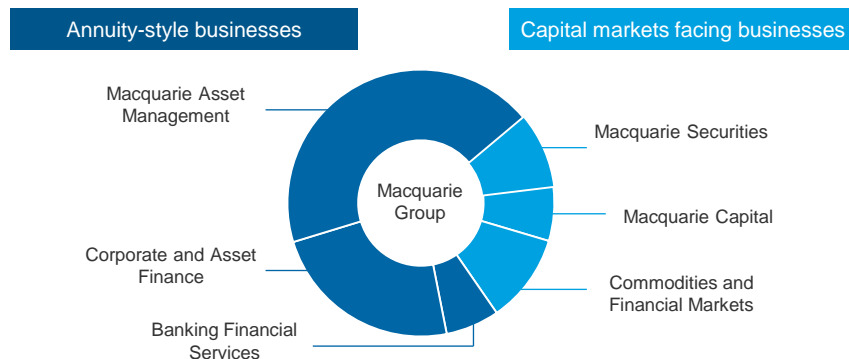 Annuity-style businesses
Capital markets facing businesses
Macquarie Asset
Management
Macquarie Securities
Macquarie
Group
Macquarie Capital
Corporate and Asset
Finance
Commodities and
Financial Markets
Banking Financial
Services